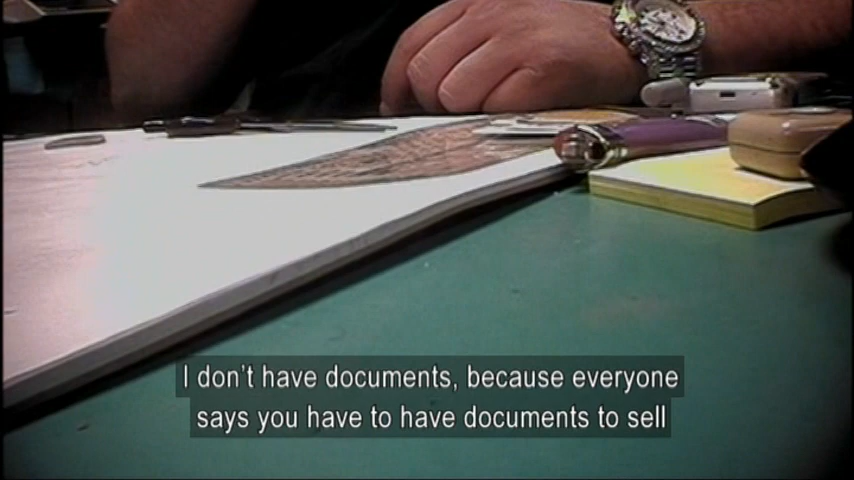 I don't have documents, because everyone
says you have to have documents to sell